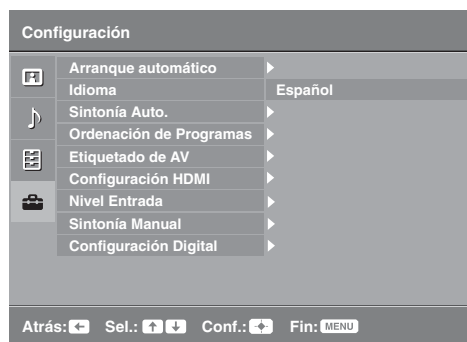 Configuración
Arranque automático
Idioma Español
Sintonía Auto.
Ordenación de Programas
Etiquetado de AV
Configuración HDMI
Nivel Entrada
Sintonía Manual
Configuración Digital
Atrás: Sel.: Conf.: Fin: MENU